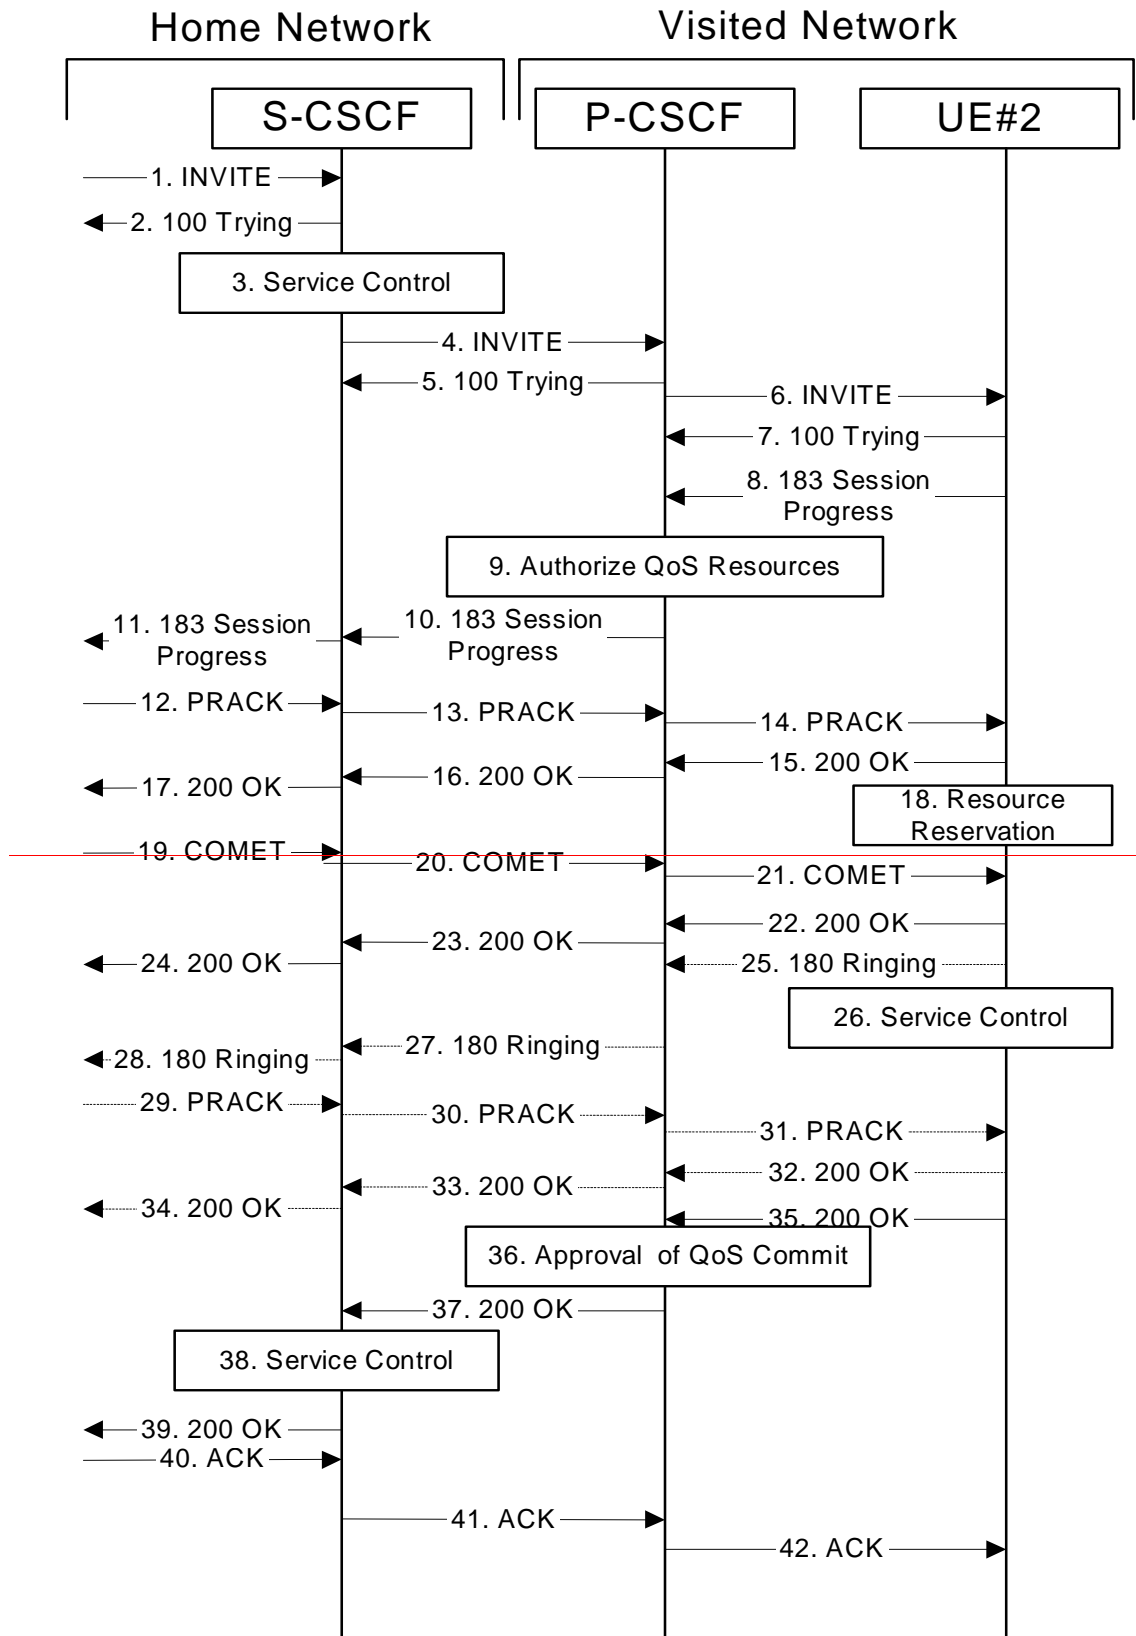 Home Network
Visited Network
S-CSCF
P-CSCF
UE#2
1. INVITE
2. 100 Trying
3. Service Control
4. INVITE
5. 100 Trying
6. INVITE
7. 100 Trying
8. 183 Session
Progress
9. Authorize QoS Resources
10. 183 Session
Progress
11. 183 Session
Progress
12. PRACK
13. PRACK
14. PRACK
15. 200 OK
16. 200 OK
17. 200 OK
18. Resource
Reservation
19. COMET
20. COMET
21. COMET
22. 200 OK
23. 200 OK
24. 200 OK
25. 180 Ringing
26. Service Control
27. 180 Ringing
28. 180 Ringing
29. PRACK
30. PRACK
31. PRACK
32. 200 OK
33. 200 OK
34. 200 OK
35. 200 OK
36. Approval of QoS Commit
37. 200 OK
38. Service Control
39. 200 OK
40. ACK
41. ACK
42. ACK